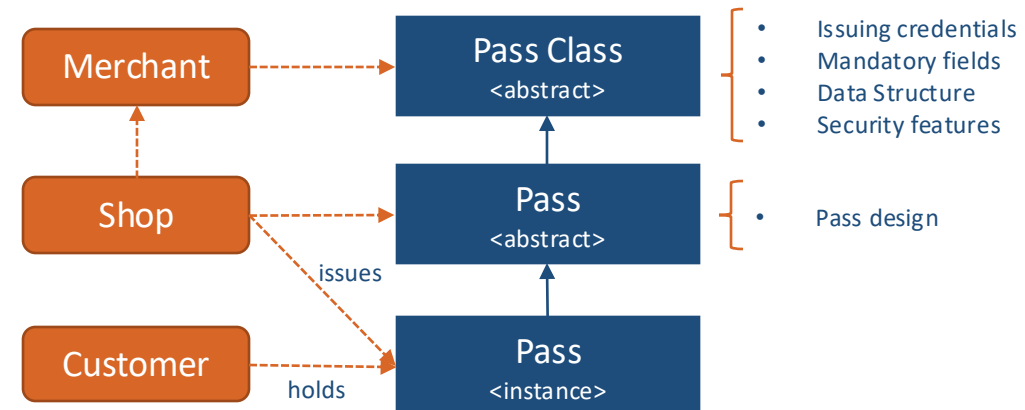 Merchant
Pass Class
<abstract>
• Issuing credentials
• Mandatory fields
• Data Structure
• Security features
Shop
Pass
<abstract>
• Pass design
issues
Customer
holds
Pass
<instance>